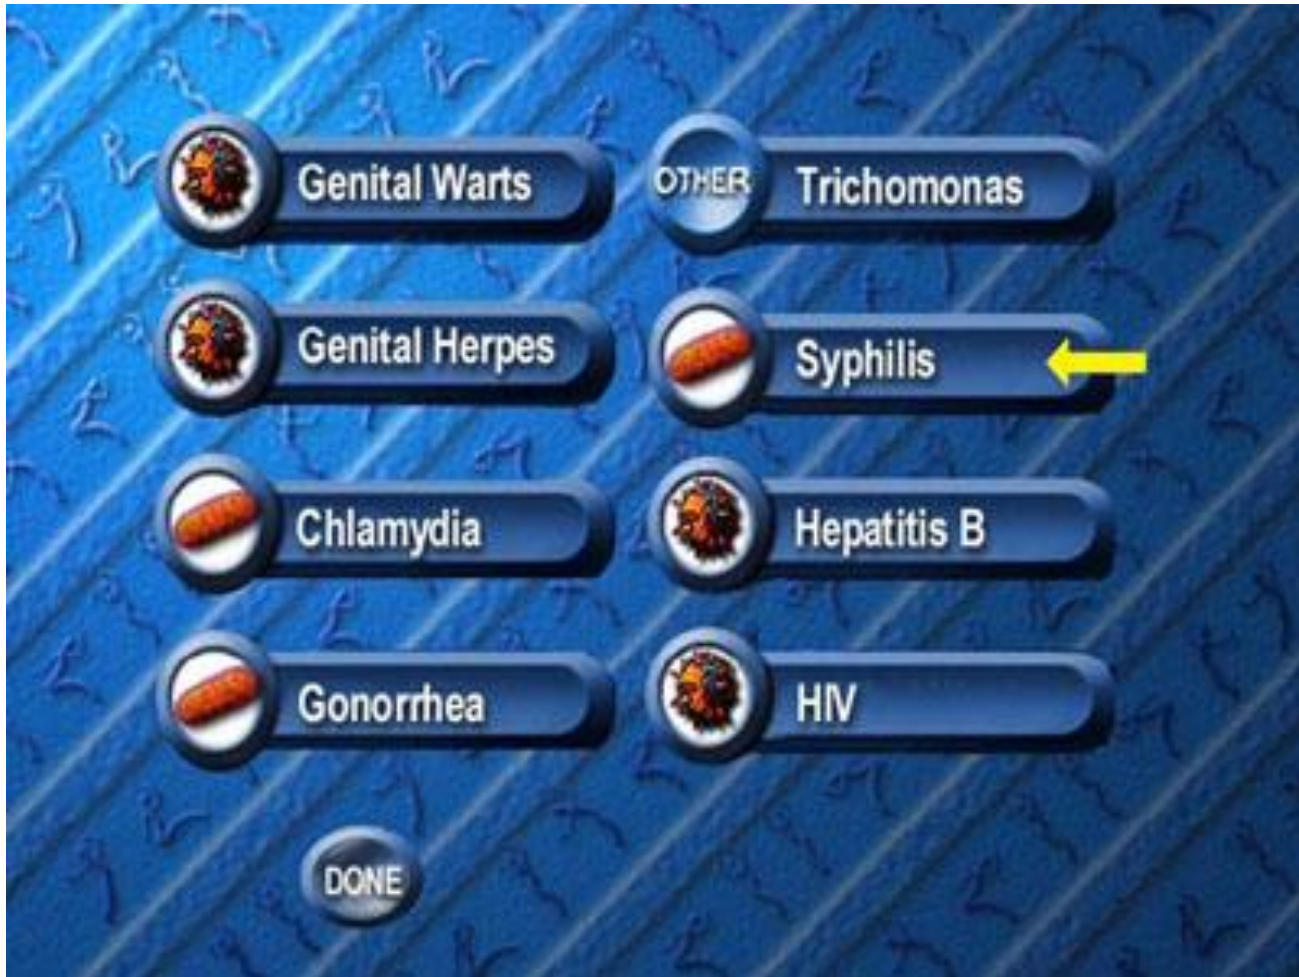 Genital Warts
OTHER Trichomonas
Genital Herpes
Syphilis
Chlamydia
Hepatitis B
Gonorrhea
HIV
DONE